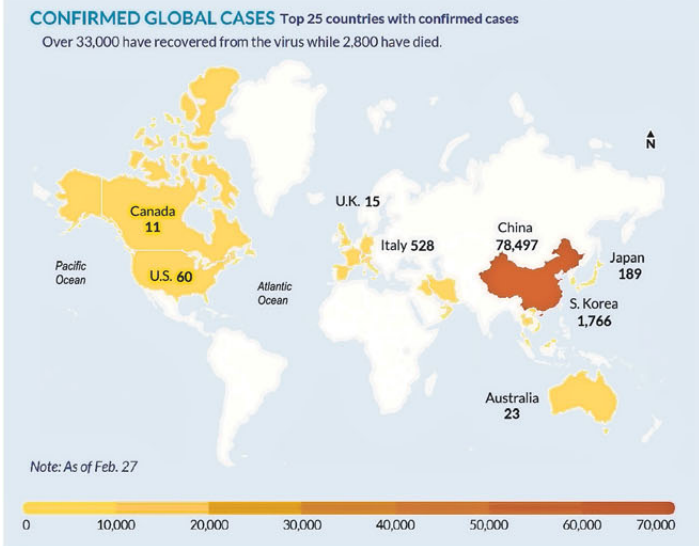 CONFIRMED GLOBAL CASES Top 25 countries with confirmed cases
Over 33,000 have recovered from the virus while 2,800 have died.
N
U.K. 15
Canada
11
Italy 528
China
78,497
Japan
189
Pacific
Ocean
U.S. 60
Atlantic
Ocean
S. Korea
1,766
Australia
23
Note: As of Feb. 27
0 10,000 20,000 30,000 40,000 50,000 60,000 70,000